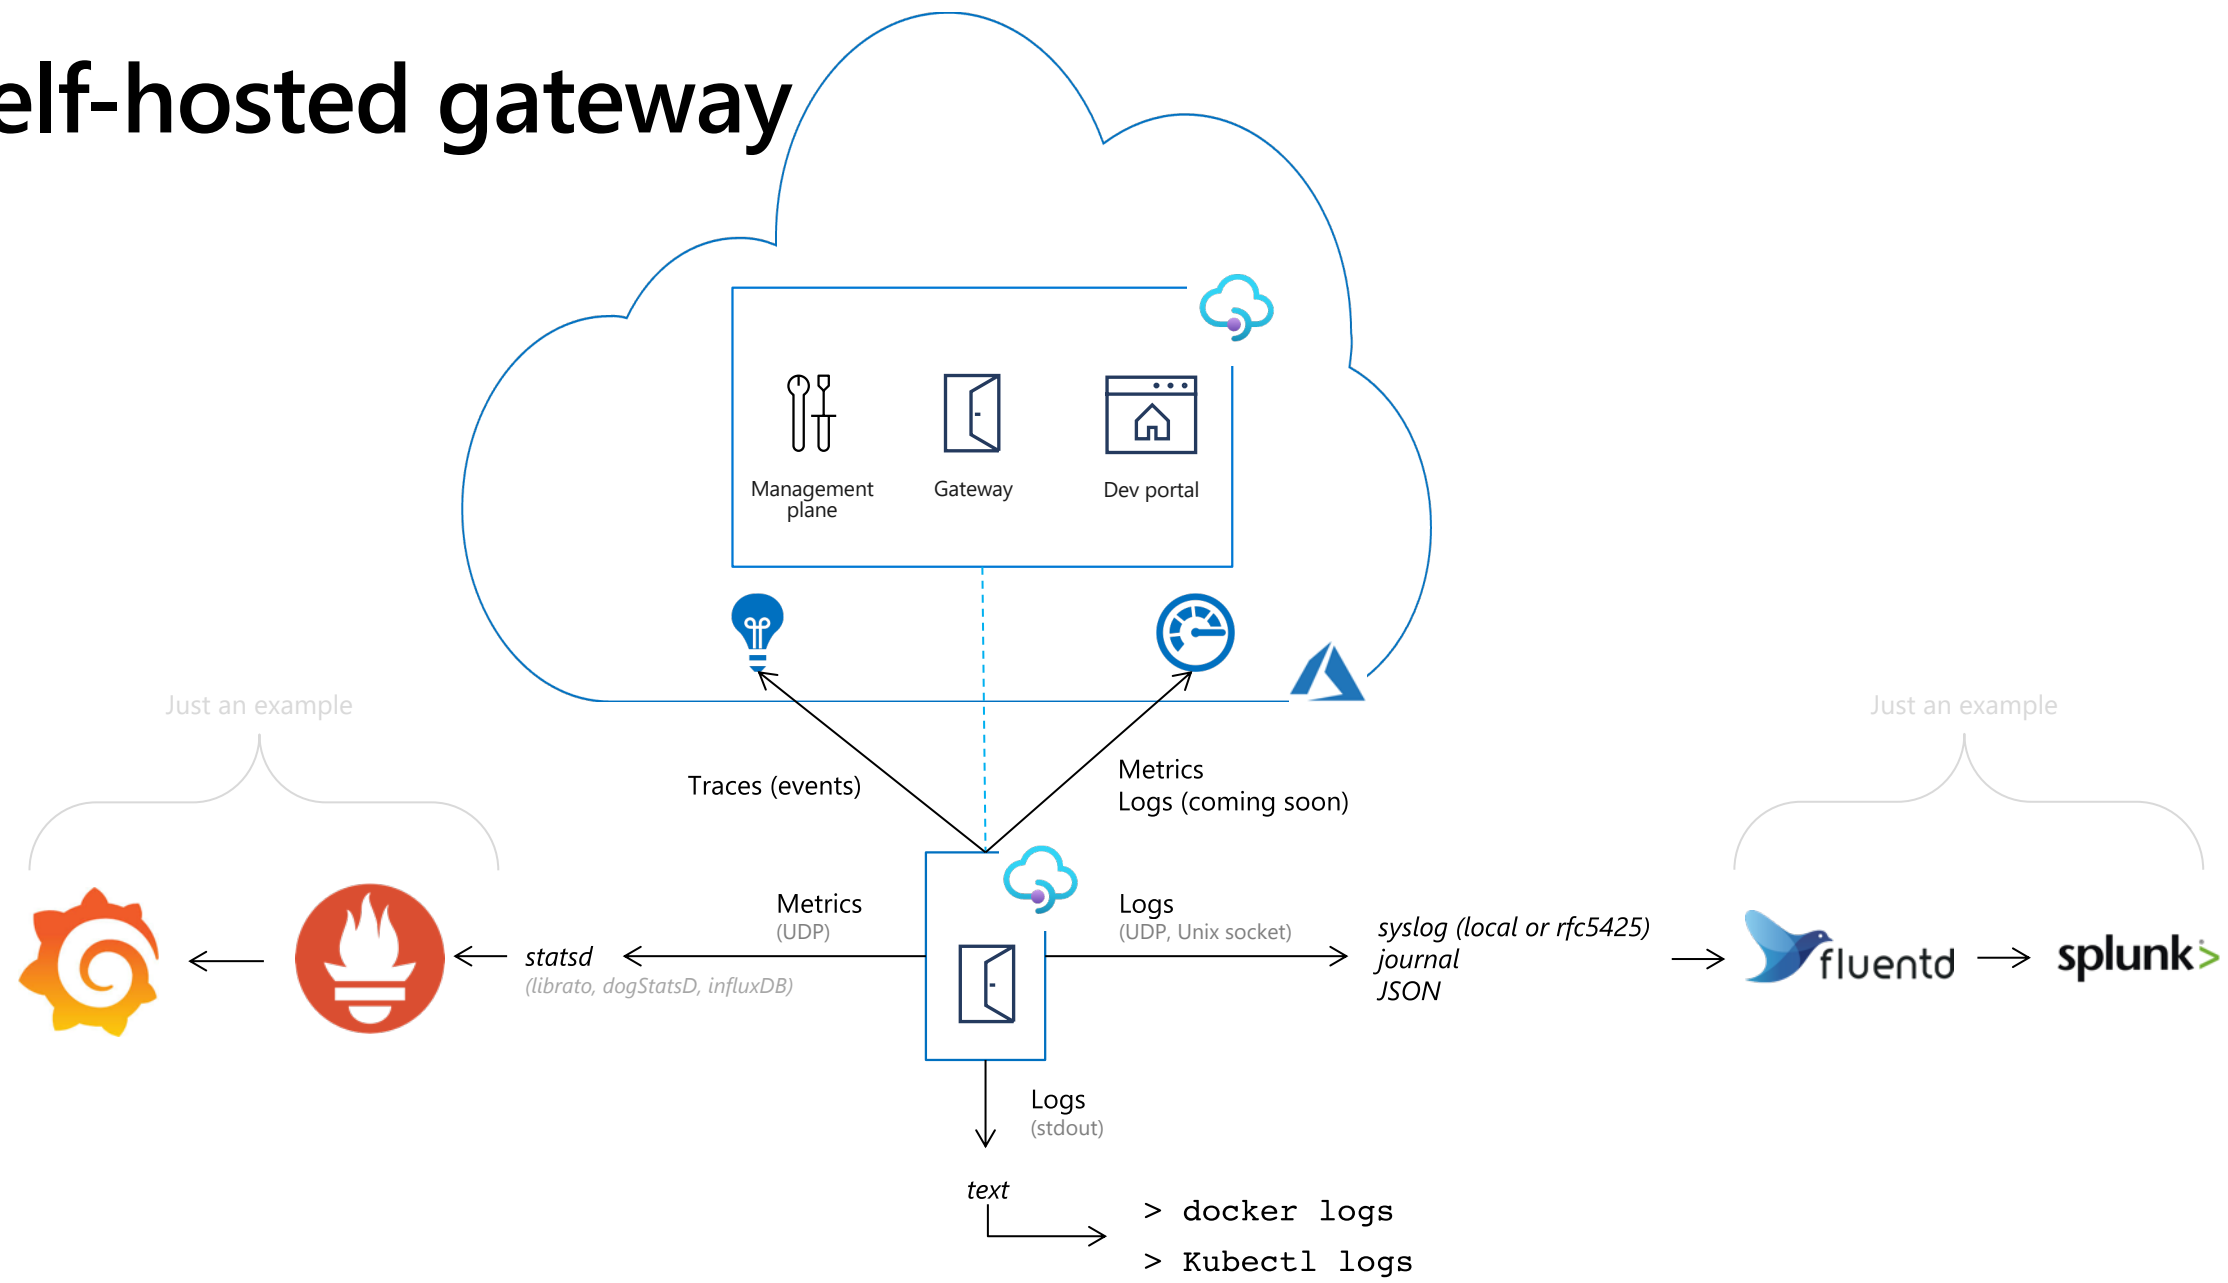 elf-hosted gateway
Management
plane
Gateway
Dev portal
Just an example
Just an example
Traces (events)
Metrics
Logs (coming soon)
Metrics
(UDP)
statsd
(librato, dogStatsD, influxDB)
Logs
(UDP, Unix socket)
syslog (local or rfc5425)
journal
JSON
fluentd
splunk>
Logs
(stdout)
text
> docker logs
> Kubectl logs